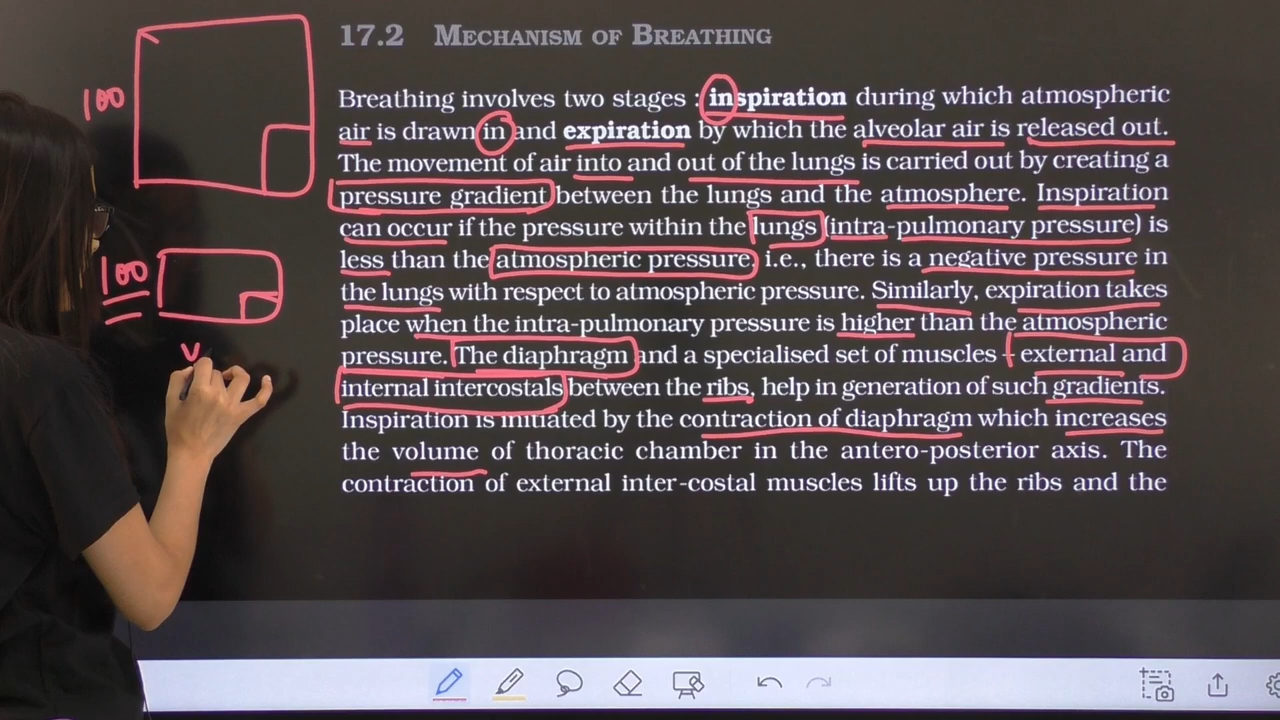 17.2 MECHANISM OF BREATHING
100
Breathing involves two stages : inspiration during which atmospheric
air is drawn in and expiration by which the alveolar air is released out.
The movement of air into and out of the lungs is carried out by creating a
pressure gradient between the lungs and the atmosphere. Inspiration
can occur if the pressure within the lungs (intra-pulmonary pressure) is
less than the atmospheric pressure, i.e., there is a negative pressure in
100
the lungs with respect to atmospheric pressure. Similarly, expiration takes
place when the intra-pulmonary pressure is higher than the atmospheric
pressure. The diaphragm and a specialised set of muscles – external and
V
internal intercostals between the ribs, help in generation of such gradients.
Inspiration is initiated by the contraction of diaphragm which increases
the volume of thoracic chamber in the antero-posterior axis. The
contraction of external inter-costal muscles lifts up the ribs and the